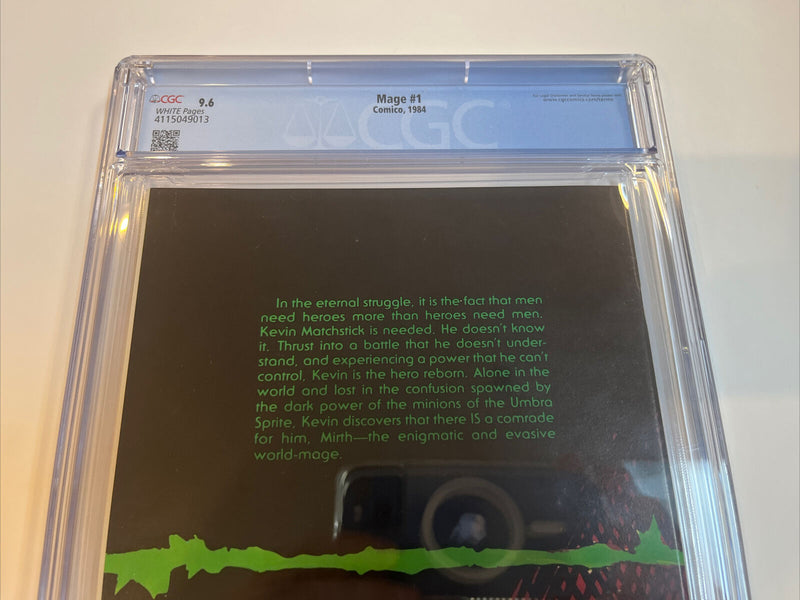 CGC 9.6
WHITE Pages
4115049013
Mage #1
Comico, 1984
www.cgccomics.com/terms
CGC
In the eternal struggle, it is the fact that men
need heroes more than heroes need men.
Kevin Matchstick is needed. He doesn't know
it. Thrust into a battle that he doesn't under-
stand, and experiencing a power that he can't
control, Kevin is the hero reborn. Alone in the
world and lost in the confusion spawned by
the dark power of the minions of the Umbra
Sprite, Kevin discovers that there IS a comrade
for him, Mirth—the enigmatic and evasive
world-mage.